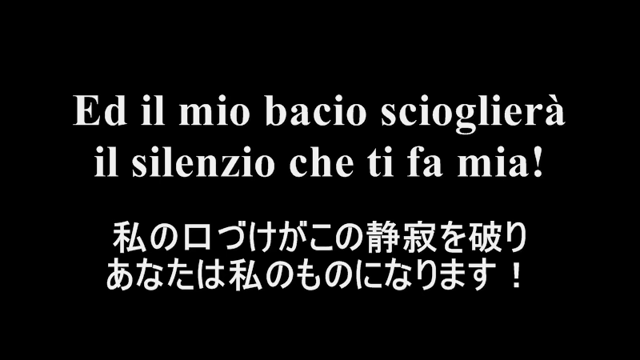 Ed il mio bacio scioglierà
il silenzio che ti fa mia!
私の口づけがこの静寂を破り
あなたは私のものになります！